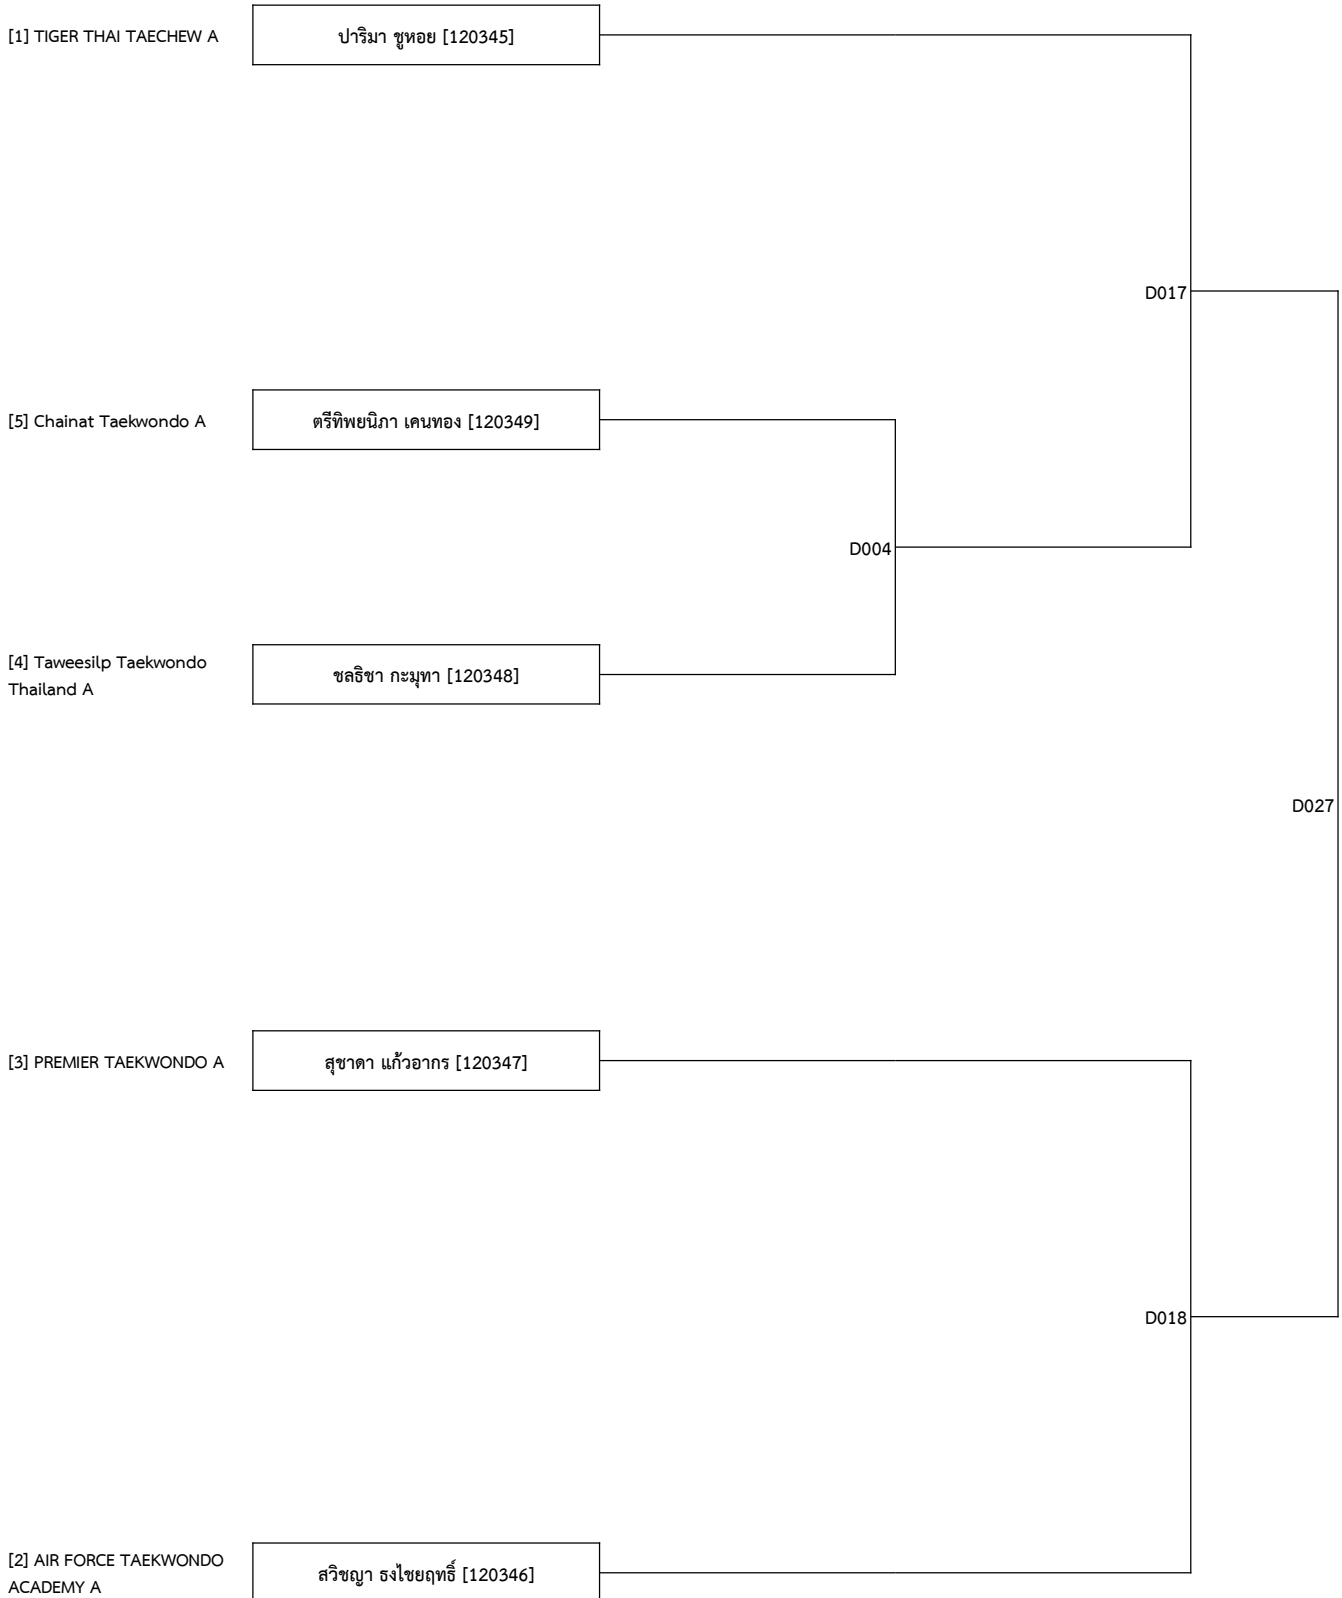 [1] TIGER THAI TAECHEW A
ปาริมา ชูหอย [120345]
D017
[5] Chainat Taekwondo A
ตรีทิพยนิภา เคนทอง [120349]
D004
[4] Taweesilp Taekwondo
Thailand A
ชลธิชา กะมุทา [120348]
D027
[3] PREMIER TAEKWONDO A
สุชาดา แก้วอากร [120347]
D018
[2] AIR FORCE TAEKWONDO
ACADEMY A
สวิชญา ธงไชยฤทธิ์ [120346]